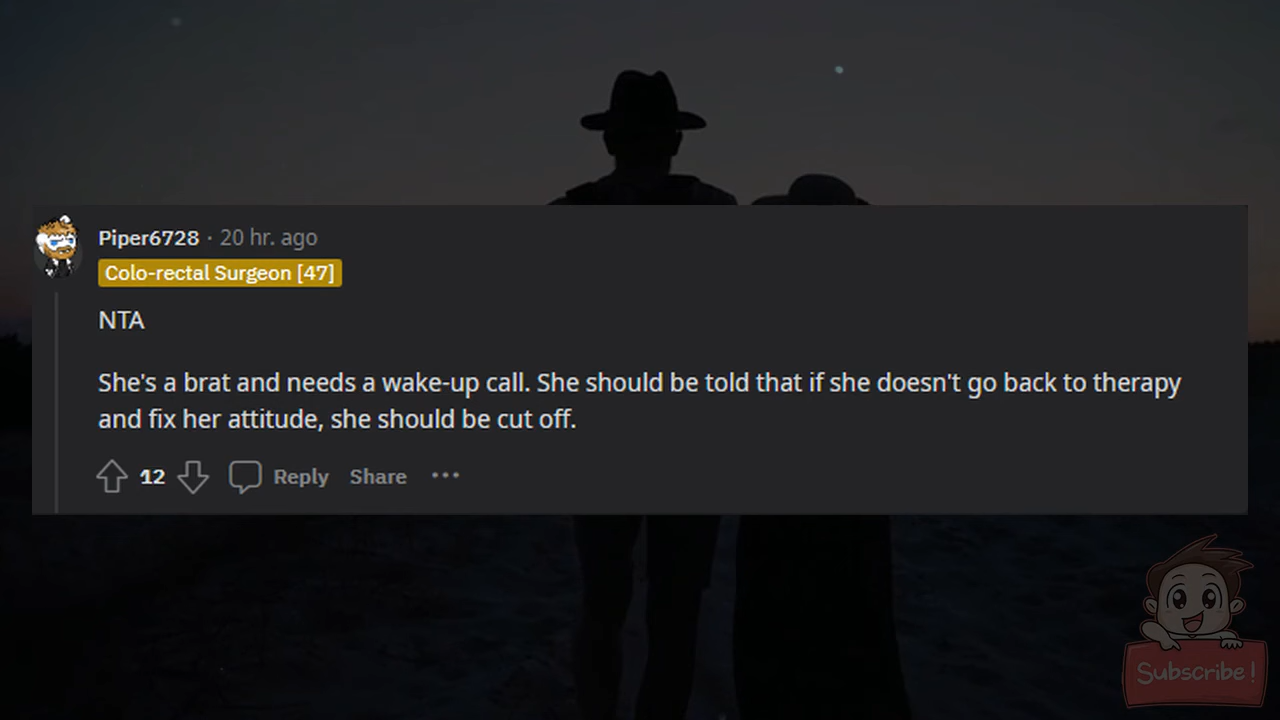 Piper6728 · 20 hr. ago
Colo-rectal Surgeon [47]
NTA
She's a brat and needs a wake-up call. She should be told that if she doesn't go back to therapy
and fix her attitude, she should be cut off.
12 Reply Share ···
Subscribe!